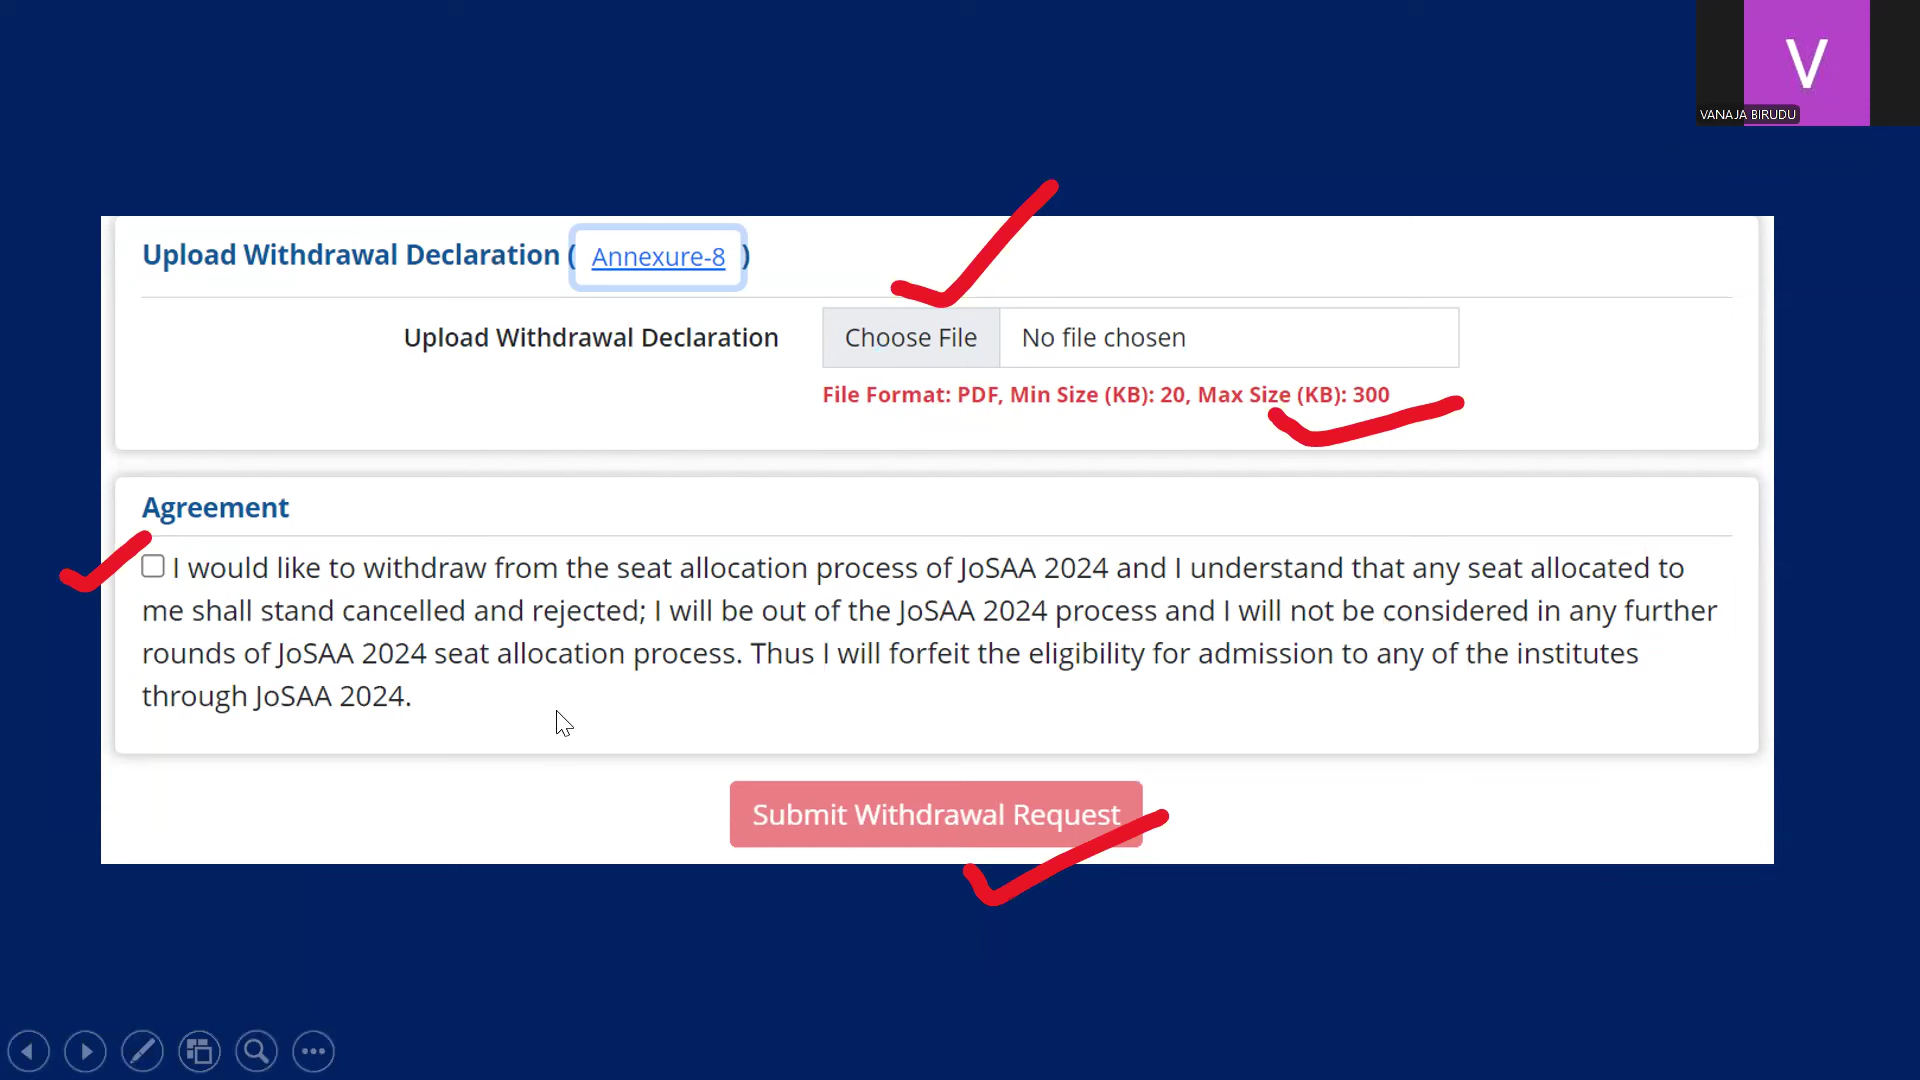 V
VANAJA BIRUDU
Upload Withdrawal Declaration ( Annexure-8 )
Upload Withdrawal Declaration Choose File No file chosen
File Format: PDF, Min Size (KB): 20, Max Size (KB): 300
Agreement
I would like to withdraw from the seat allocation process of JoSAA 2024 and I understand that any seat allocated to
me shall stand cancelled and rejected; I will be out of the JoSAA 2024 process and I will not be considered in any further
rounds of JoSAA 2024 seat allocation process. Thus I will forfeit the eligibility for admission to any of the institutes
through JoSAA 2024.
Submit Withdrawal Request